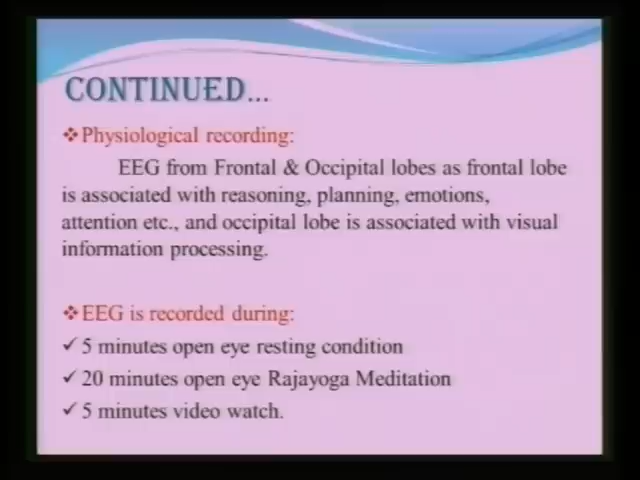 CONTINUED...
❖Physiological recording:
EEG from Frontal & Occipital lobes as frontal lobe
is associated with reasoning, planning, emotions,
attention etc., and occipital lobe is associated with visual
information processing.
❖EEG is recorded during:
✓ 5 minutes open eye resting condition
✓ 20 minutes open eye Rajayoga Meditation
✓ 5 minutes video watch.